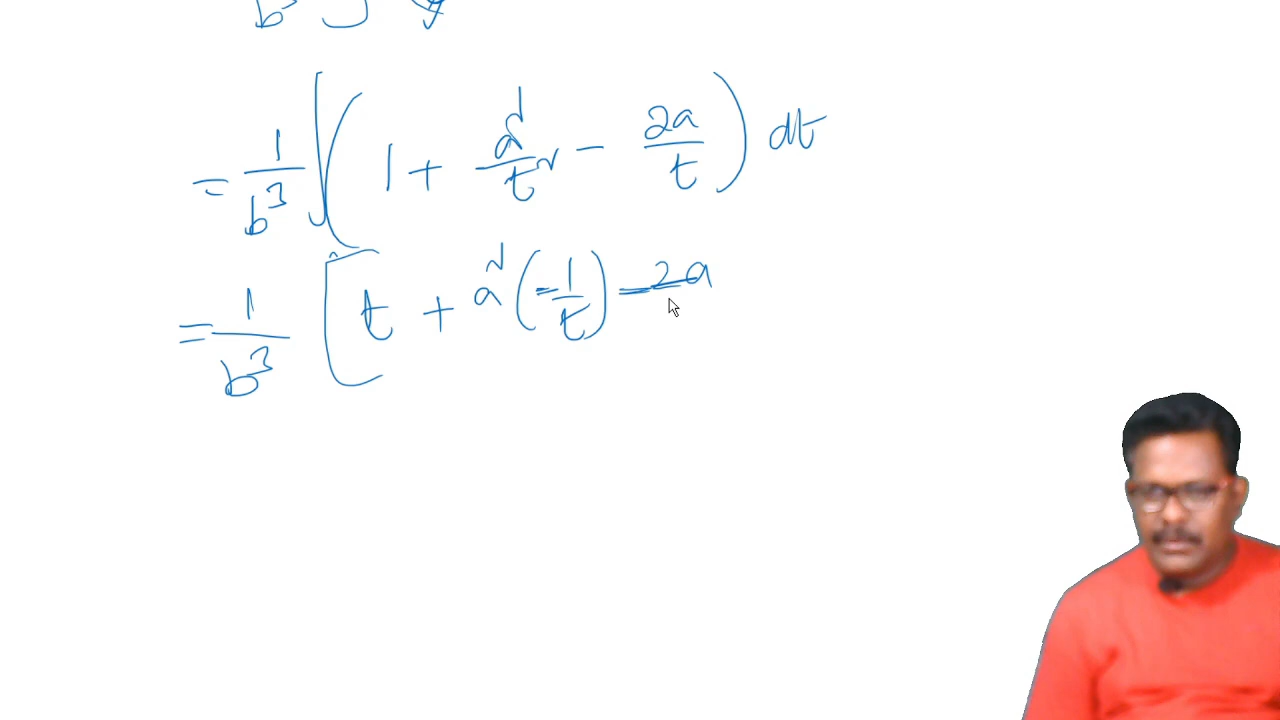 = 1/b³ ∫ ( 1 + a²/t² − 2a/t ) dt
= 1/b³ [ t + a² ( −1/t ) − 2a